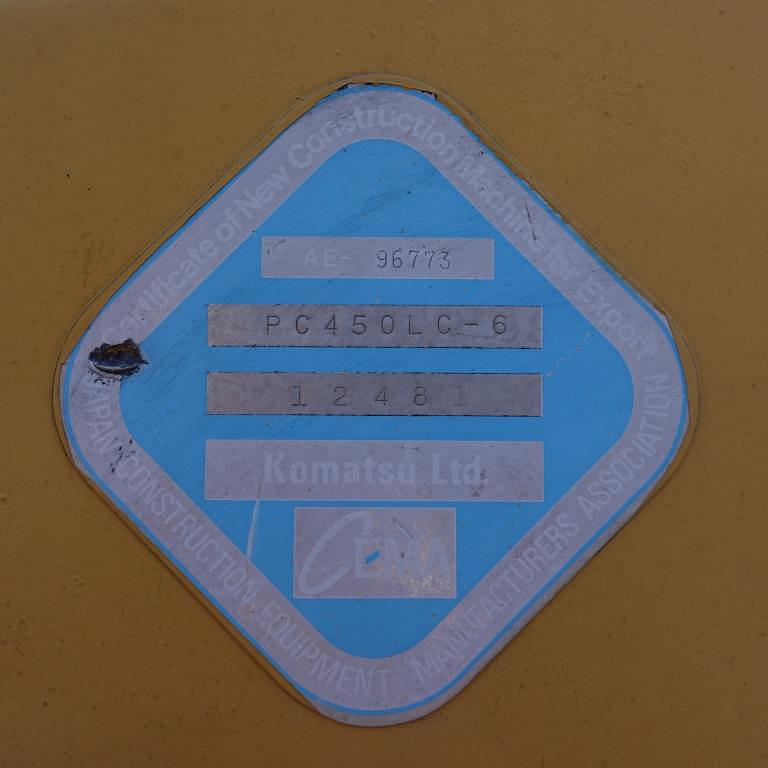 Certificate of New Construction Machine for Export
AE- 96773
PC450LC-6
12481
Komatsu Ltd.
CEMA
JAPAN CONSTRUCTION EQUIPMENT MANUFACTURERS ASSOCIATION